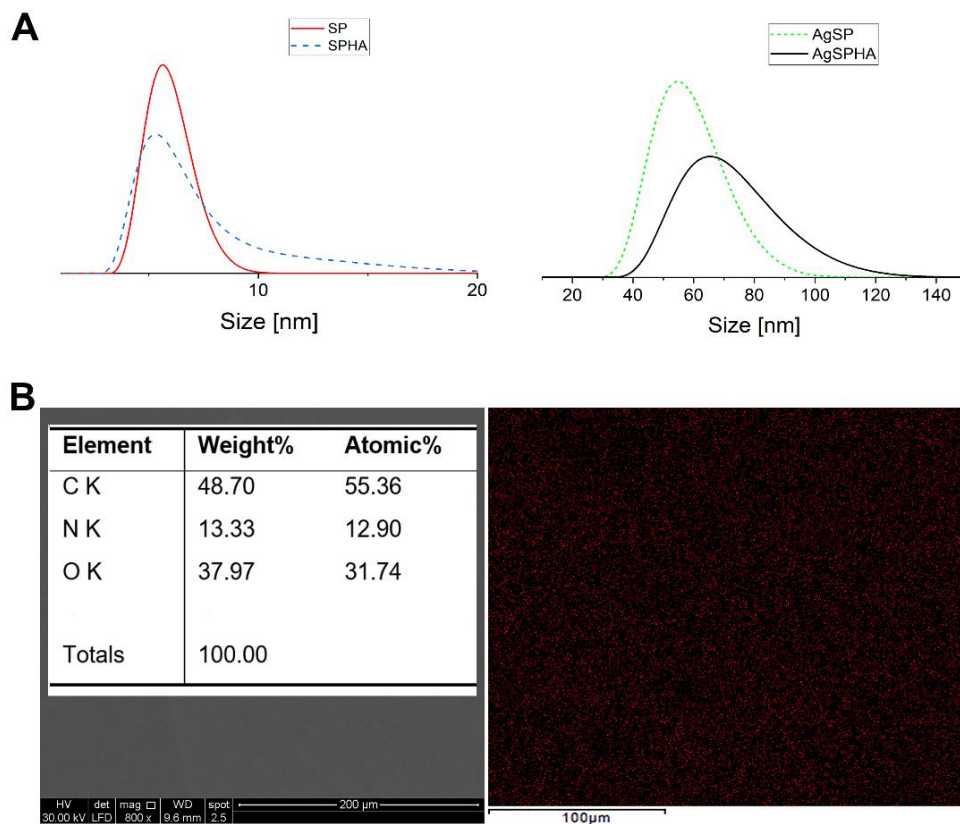 A
SP
SPHA
10
20
Size [nm]
AgSP
AgSPHA
20
40
60
80
100
120
140
Size [nm]
B
Element Weight% Atomic%
C K 48.70 55.36
N K 13.33 12.90
O K 37.97 31.74
Totals 100.00
HV det mag □ WD spot
30.00 kV LFD 800 x 9.6 mm 2.5
200 µm
100µm